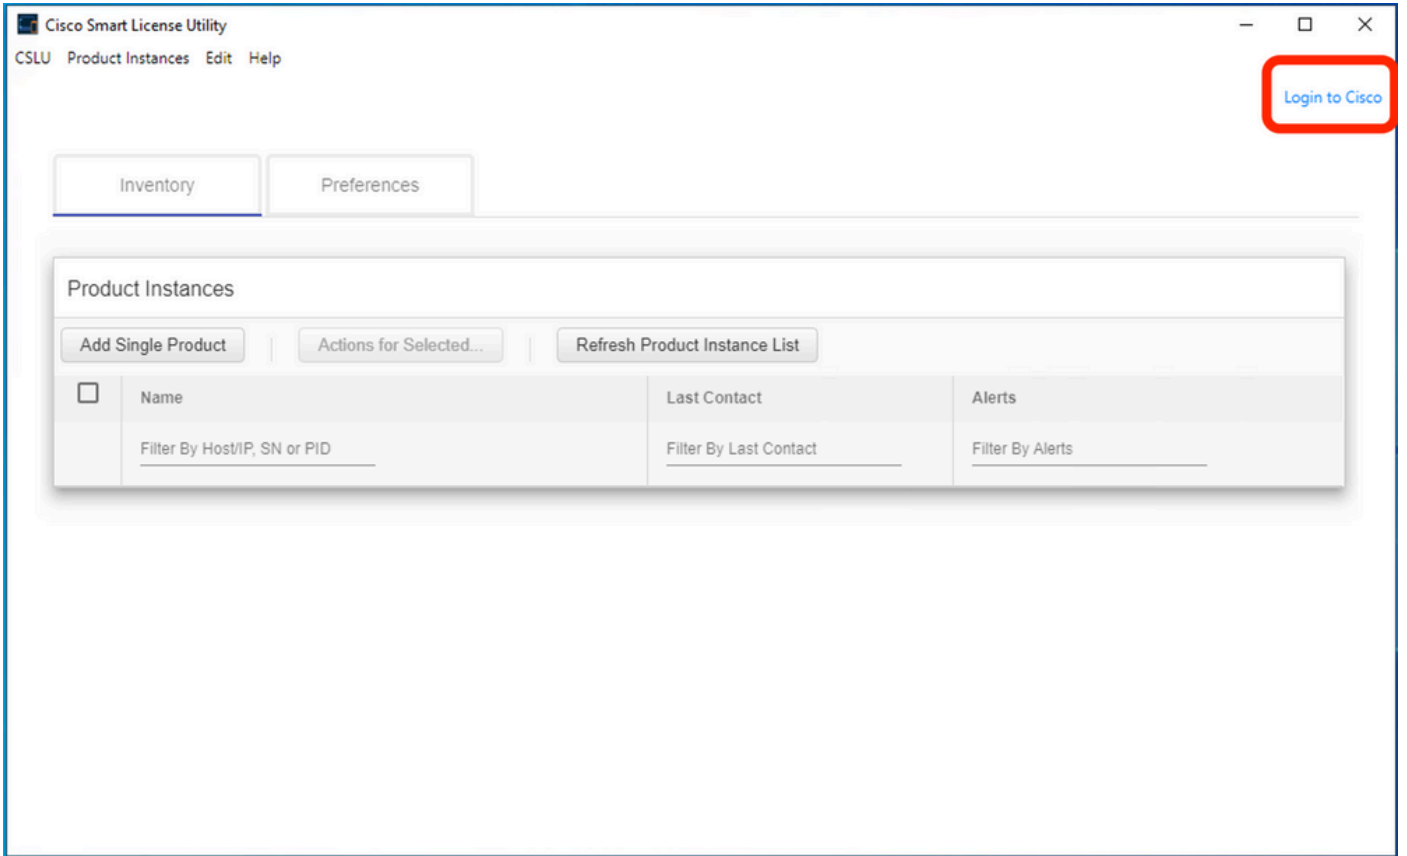 Cisco Smart License Utility
CSLU Product Instances Edit Help
Login to Cisco
Inventory Preferences
Product Instances
Add Single Product Actions for Selected... Refresh Product Instance List
Name Last Contact Alerts
Filter By Host/IP, SN or PID Filter By Last Contact Filter By Alerts